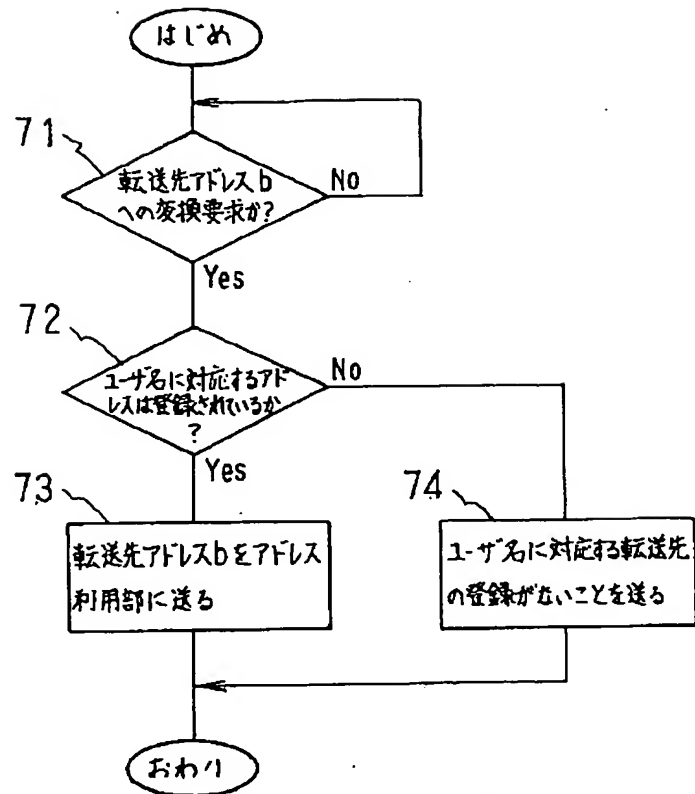 はじめ
71
転送先アドレスb
への変換要求か?
No
Yes
72
ユーザ名に対応するアド
レスは登録されているか
?
No
Yes
73
転送先アドレスbをアドレス
利用部に送る
74
ユーザ名に対応する転送先
の登録がないことを送る
おわり